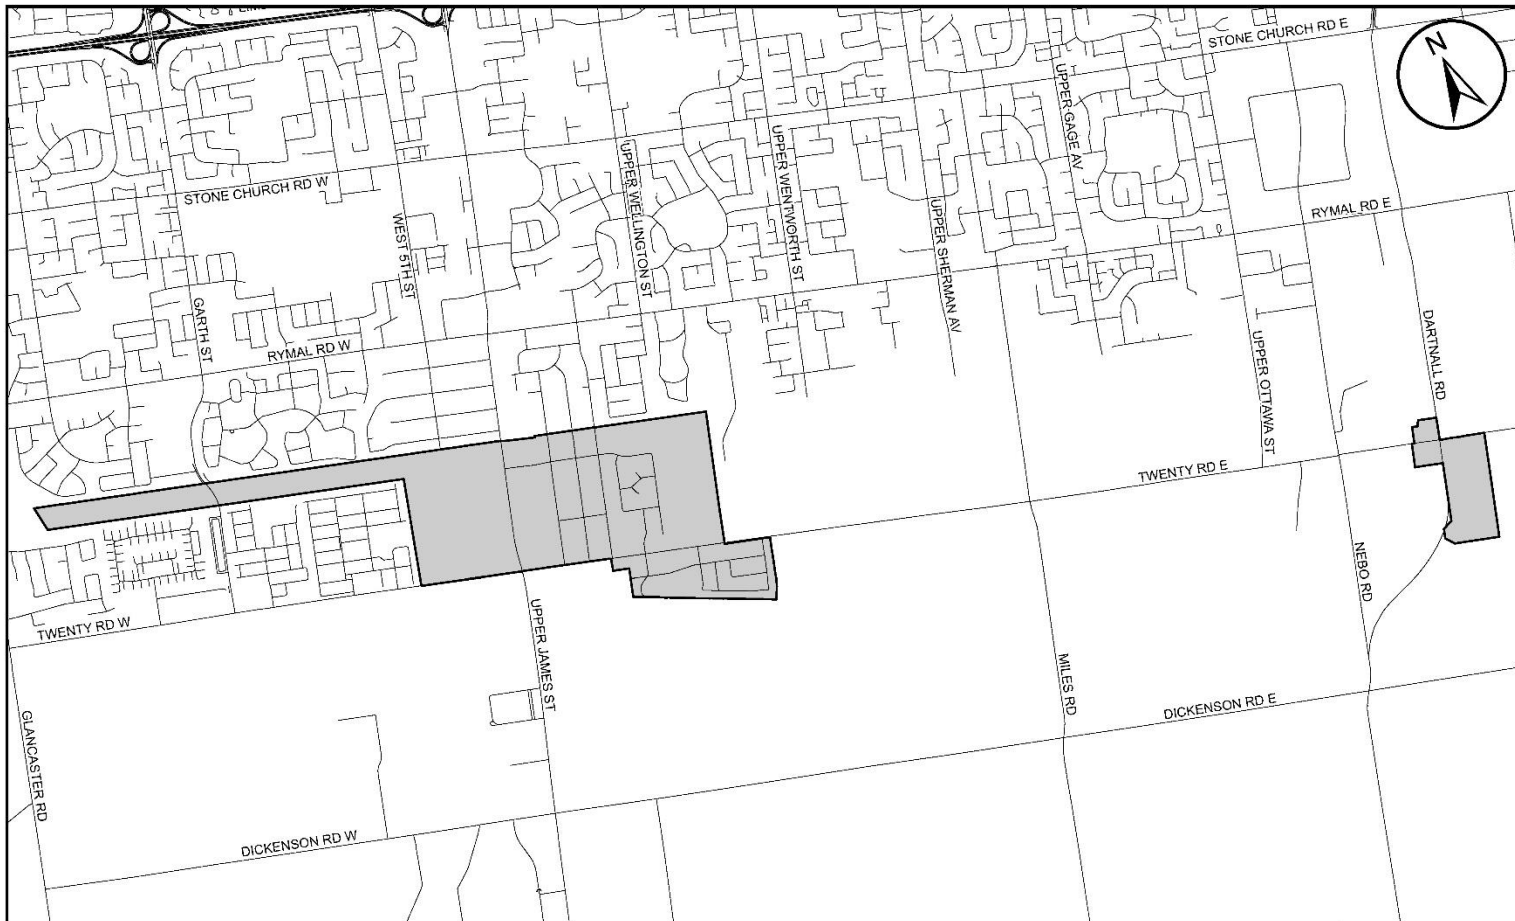 STONE CHURCH RD E
N
UPPER GAGE AV
STONE CHURCH RD W
UPPER WELLINGTON ST
UPPER WENTWORTH ST
UPPER SHERMAN AV
RYMAL RD E
WEST 5TH ST
GARTH ST
RYMAL RD W
DARTNALL RD
UPPER OTTAWA ST
TWENTY RD E
NEBO RD
TWENTY RD W
UPPER JAMES ST
MILES RD
DICKENSON RD E
GLANCASTER RD
DICKENSON RD W